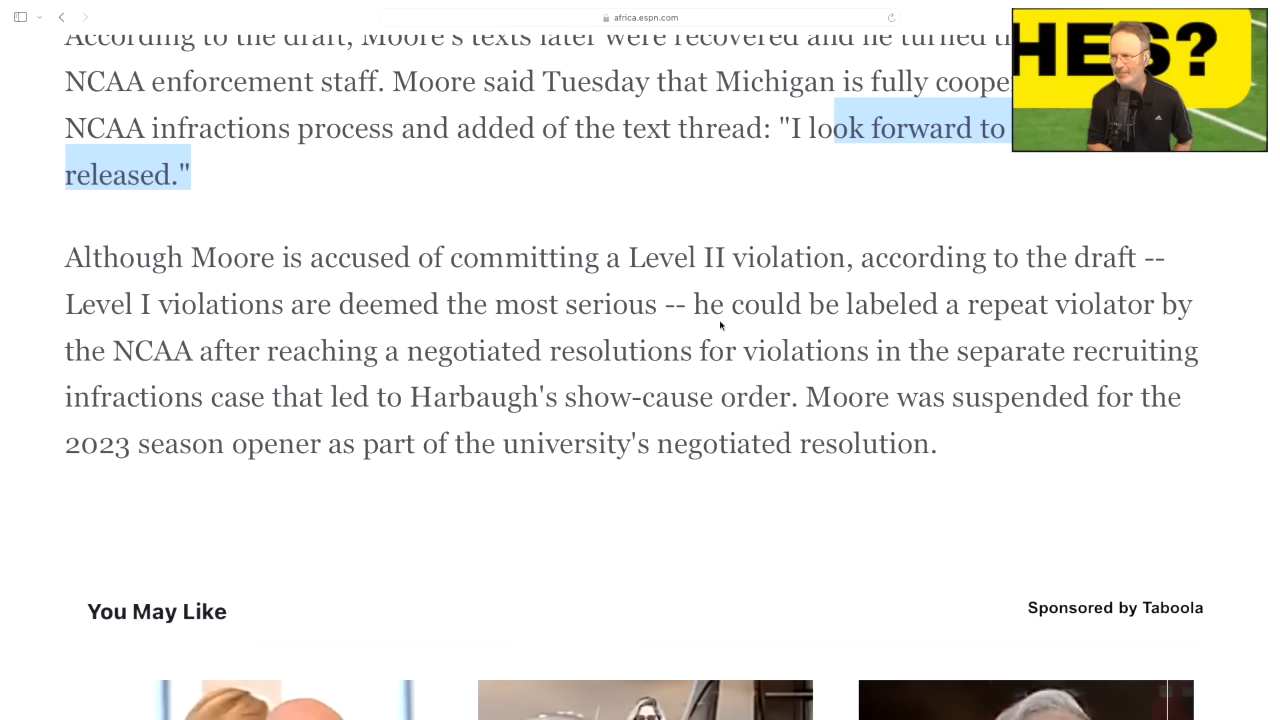 africa.espn.com
HES?
According to the draft, Moore's texts later were recovered and he turned
NCAA enforcement staff. Moore said Tuesday that Michigan is fully
NCAA infractions process and added of the text thread: "I look forward to
released."
Although Moore is accused of committing a Level II violation, according to the draft --
Level I violations are deemed the most serious -- he could be labeled a repeat violator by
the NCAA after reaching a negotiated resolutions for violations in the separate recruiting
infractions case that led to Harbaugh's show-cause order. Moore was suspended for the
2023 season opener as part of the university's negotiated resolution.
You May Like
Sponsored by Taboola